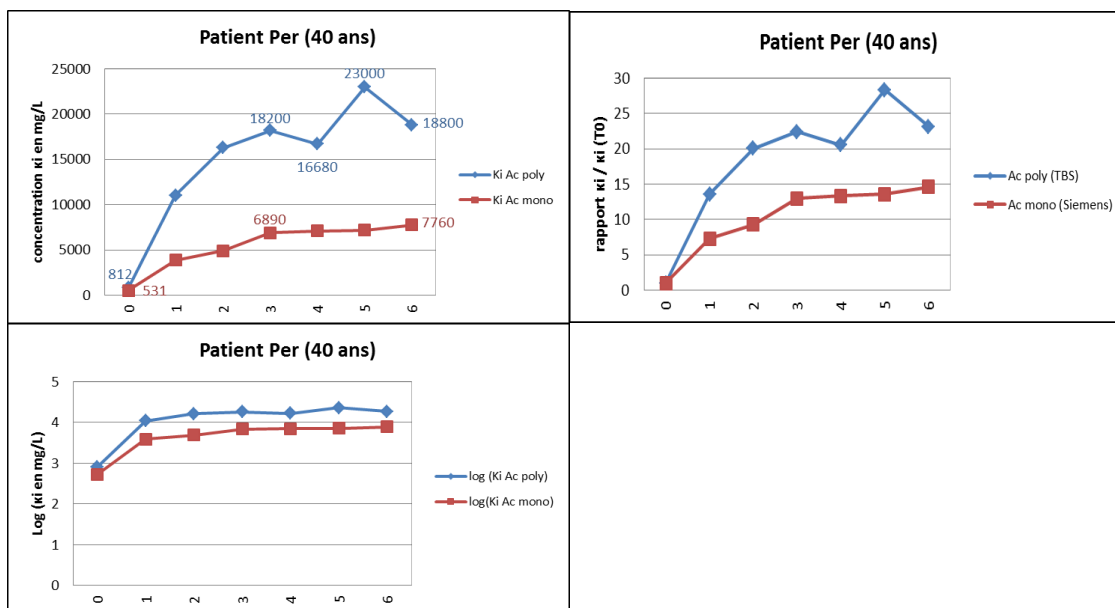 Patient Per (40 ans)
concentration κi en mg/L
25000
20000
15000
10000
5000
0
812
531
18200
16680
23000
18800
6890
7760
Ki Ac poly
Ki Ac mono
0 1 2 3 4 5 6
Patient Per (40 ans)
rapport κi / κi (T0)
30
25
20
15
10
5
0
Ac poly (TBS)
Ac mono (Siemens)
0 1 2 3 4 5 6
Patient Per (40 ans)
Log (κi en mg/L)
5
4
3
2
1
0
log (Ki Ac poly)
log(Ki Ac mono)
0 1 2 3 4 5 6